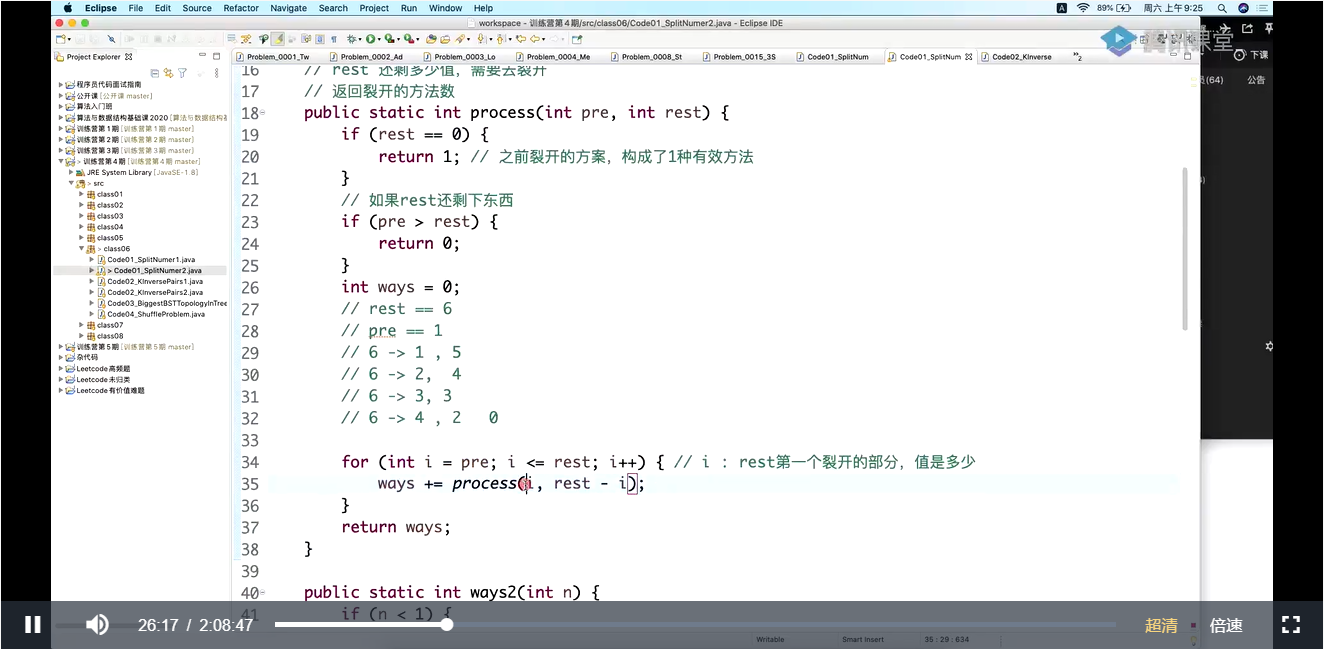 Eclipse File Edit Source Refactor Navigate Search Project Run Window Help
A 89% 周六 上午9:25
workspace - 训练营第4期/src/class06/Code01_SplitNumer2.java - Eclipse IDE
课堂
下课
Project Explorer
Problem_0001_Tw Problem_0002_Ad Problem_0003_Lo Problem_0004_Me Problem_0008_St Problem_0015_3S Code01_SplitNum Code01_SplitNum Code02_KInverse 2
员(64) 公告
程序员代码面试指南
公开课 [公开课 master]
算法入门班
算法与数据结构基础课2020 [算法与数据结构基
训练营第1期 [训练营第1期 master]
训练营第2期 [训练营第2期 master]
训练营第3期 [训练营第3期 master]
> 训练营第4期 [训练营第4期 master]
JRE System Library [JavaSE-1.8]
> src
class01
class02
class03
class04
class05
> class06
Code01_SplitNumer1.java
> Code01_SplitNumer2.java
Code02_KInversePairs1.java
Code02_KInversePairs2.java
Code03_BiggestBSTTopologyInTree
Code04_ShuffleProblem.java
class07
class08
训练营第5期 [训练营第5期 master]
杂代码
Leetcode高频题
Leetcode未归类
Leetcode有价值难题
16 // rest 还剩多少值，需要去裂开
17 // 返回裂开的方法数
18 public static int process(int pre, int rest) {
19 if (rest == 0) {
20 return 1; // 之前裂开的方案，构成了1种有效方法
21 }
22 // 如果rest还剩下东西
23 if (pre > rest) {
24 return 0;
25 }
26 int ways = 0;
27 // rest == 6
28 // pre == 1
29 // 6 -> 1 , 5
30 // 6 -> 2, 4
31 // 6 -> 3, 3
32 // 6 -> 4 , 2 0
33
34 for (int i = pre; i <= rest; i++) { // i : rest第一个裂开的部分，值是多少
35 ways += process(i, rest - i);
36 }
37 return ways;
38 }
39
40 public static int ways2(int n) {
41 if (n < 1) {
26:17 / 2:08:47 超清 倍速
Writable Smart Insert 35 : 29 : 634